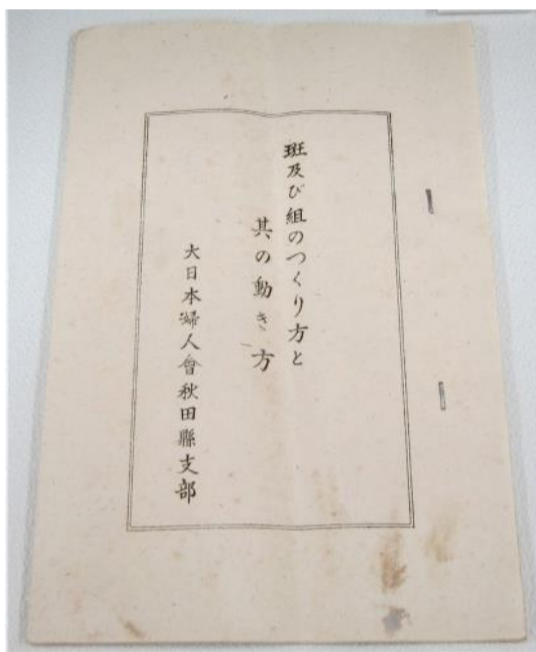 班及び組のつくり方と
其の動き方
大日本婦人會秋田縣支部